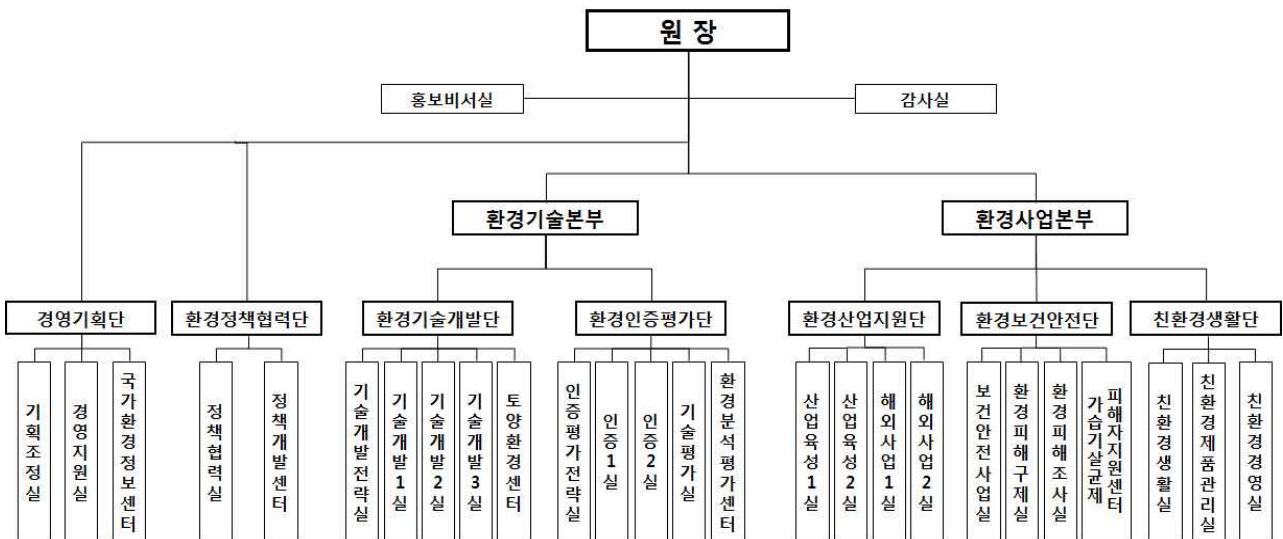 원 장
홍보비서실
감사실
환경기술본부
환경사업본부
경영기획단
환경정책협력단
환경기술개발단
환경인증평가단
환경산업지원단
환경보건안전단
친환경생활단
기획조정실
경영지원실
국가환경정보센터
정책협력실
정책개발센터
기술개발전략실
기술개발1실
기술개발2실
기술개발3실
토양환경센터
인증평가전략실
인증1실
인증2실
기술평가실
환경분석평가센터
산업육성1실
산업육성2실
해외사업1실
해외사업2실
보건안전사업실
환경피해구제실
환경피해조사실
가습기살균제
피해자지원센터
친환경생활실
친환경제품관리실
친환경경영실